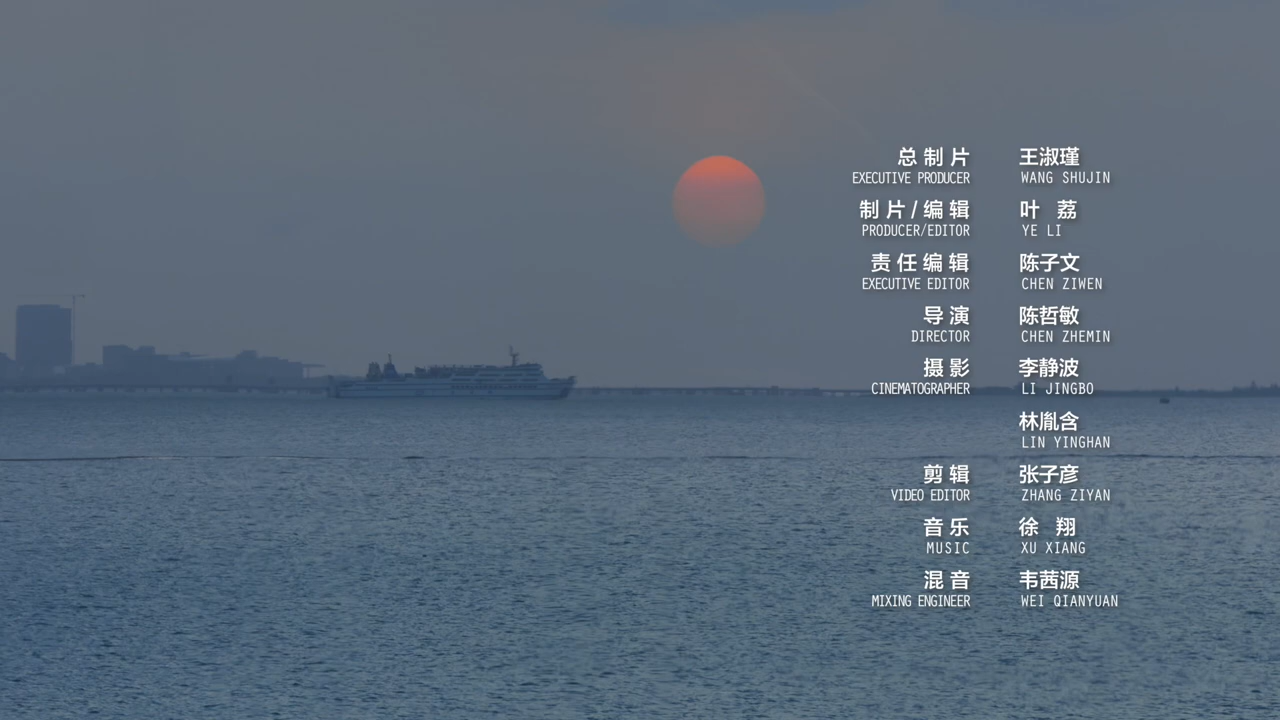 总制片 王淑瑾
EXECUTIVE PRODUCER WANG SHUJIN
制片/编辑 叶 荔
PRODUCER/EDITOR YE LI
责任编辑 陈子文
EXECUTIVE EDITOR CHEN ZIWEN
导演 陈哲敏
DIRECTOR CHEN ZHEMIN
摄影 李静波
CINEMATOGRAPHER LI JINGBO
林胤含
LIN YINGHAN
剪辑 张子彦
VIDEO EDITOR ZHANG ZIYAN
音乐 徐 翔
MUSIC XU XIANG
混音 韦茜源
MIXING ENGINEER WEI QIANYUAN